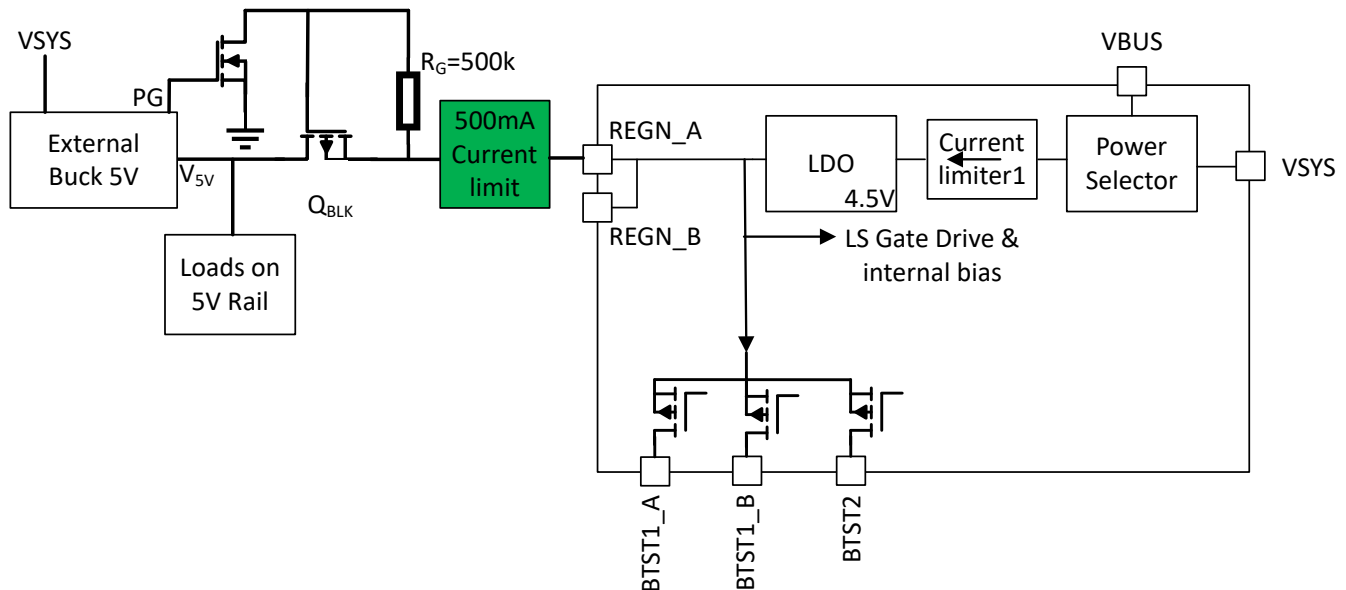 VSYS
PG
External
Buck 5V
V5V
QBLK
Loads on
5V Rail
RG=500k
500mA
Current
limit
REGN_A
REGN_B
LDO
4.5V
Current
limiter1
Power
Selector
VBUS
VSYS
LS Gate Drive &
internal bias
BTST1_A
BTST1_B
BTST2